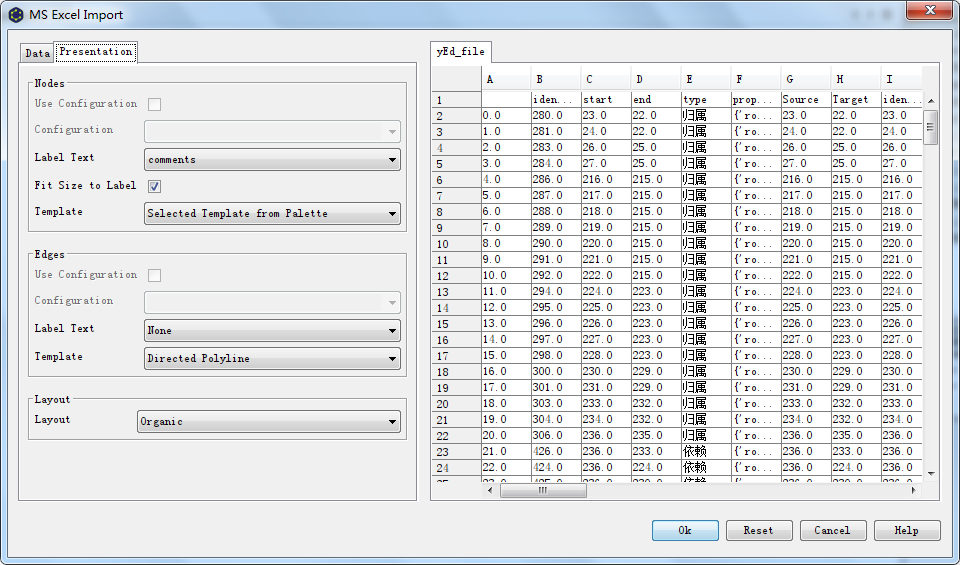 MS Excel Import
Data
Presentation
Nodes
Use Configuration
Configuration
Label Text
comments
Fit Size to Label
Template
Selected Template from Palette
Edges
Use Configuration
Configuration
Label Text
None
Template
Directed Polyline
Layout
Layout
Organic
yEd_file
A B C D E F G H I
1 iden... start end type prop... Source Target iden...
2 0.0 280.0 23.0 22.0 归属 {'ro... 23.0 22.0 23.0
3 1.0 281.0 24.0 22.0 归属 {'ro... 24.0 22.0 24.0
4 2.0 283.0 26.0 25.0 归属 {'ro... 26.0 25.0 26.0
5 3.0 284.0 27.0 25.0 归属 {'ro... 27.0 25.0 27.0
6 4.0 286.0 216.0 215.0 归属 {'ro... 216.0 215.0 216.0
7 5.0 287.0 217.0 215.0 归属 {'ro... 217.0 215.0 217.0
8 6.0 288.0 218.0 215.0 归属 {'ro... 218.0 215.0 218.0
9 7.0 289.0 219.0 215.0 归属 {'ro... 219.0 215.0 219.0
10 8.0 290.0 220.0 215.0 归属 {'ro... 220.0 215.0 220.0
11 9.0 291.0 221.0 215.0 归属 {'ro... 221.0 215.0 221.0
12 10.0 292.0 222.0 215.0 归属 {'ro... 222.0 215.0 222.0
13 11.0 294.0 224.0 223.0 归属 {'ro... 224.0 223.0 224.0
14 12.0 295.0 225.0 223.0 归属 {'ro... 225.0 223.0 225.0
15 13.0 296.0 226.0 223.0 归属 {'ro... 226.0 223.0 226.0
16 14.0 297.0 227.0 223.0 归属 {'ro... 227.0 223.0 227.0
17 15.0 298.0 228.0 223.0 归属 {'ro... 228.0 223.0 228.0
18 16.0 300.0 230.0 229.0 归属 {'ro... 230.0 229.0 230.0
19 17.0 301.0 231.0 229.0 归属 {'ro... 231.0 229.0 231.0
20 18.0 303.0 233.0 232.0 归属 {'ro... 233.0 232.0 233.0
21 19.0 304.0 234.0 232.0 归属 {'ro... 234.0 232.0 234.0
22 20.0 306.0 236.0 235.0 归属 {'ro... 236.0 235.0 236.0
23 21.0 426.0 236.0 233.0 依赖 {'ro... 236.0 233.0 236.0
24 22.0 424.0 236.0 224.0 依赖 {'ro... 236.0 224.0 236.0
Ok
Reset
Cancel
Help